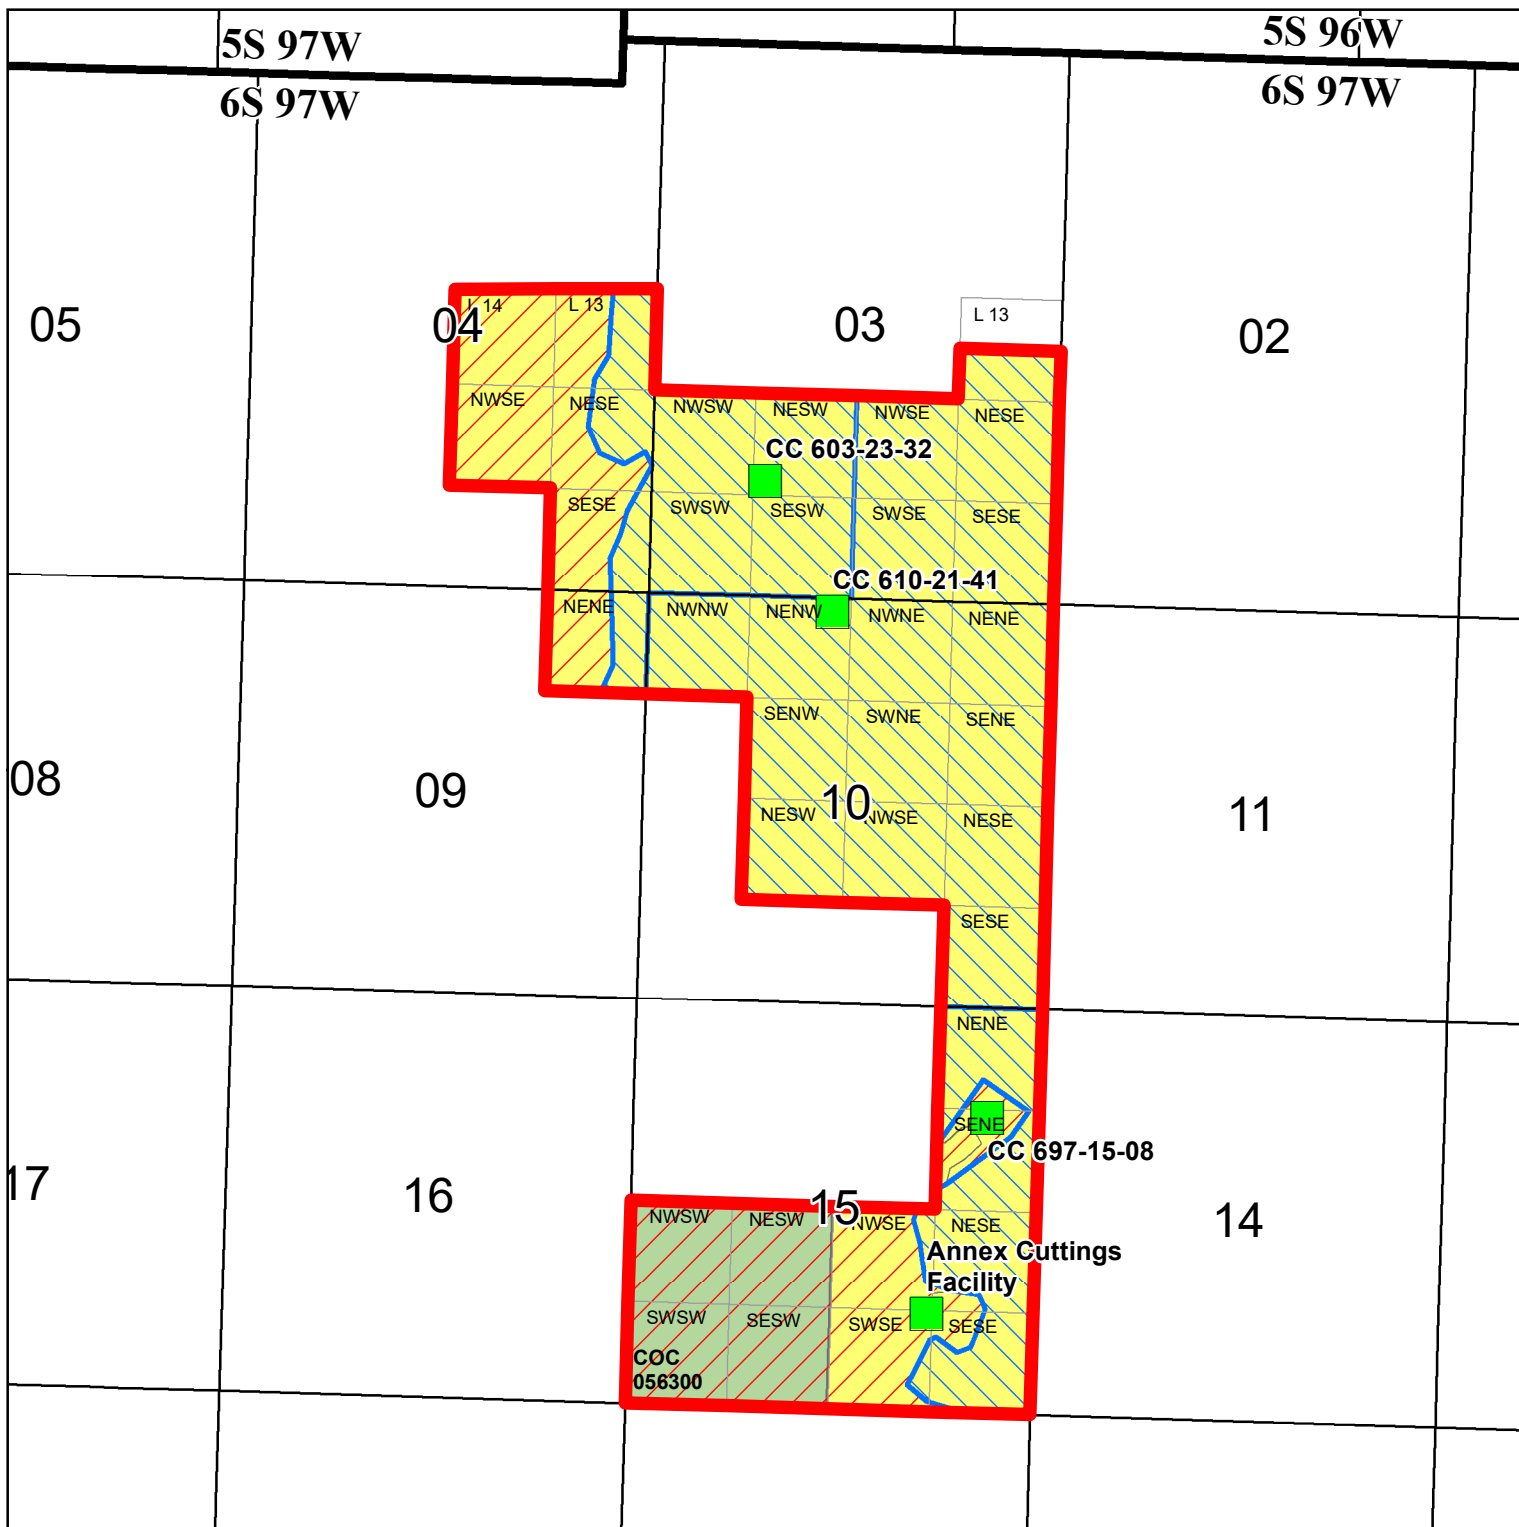 5S 97W
5S 96W
6S 97W
6S 97W
L 14
L 13
L 13
05
04
03
02
NWSE
NESE
NWSW
NESW
NWSE
NESE
CC 603-23-32
SESE
SWSW
SESW
SWSE
SESE
CC 610-21-41
NENE
NWNW
NENW
NWNE
NENE
SENW
SWNE
SENE
08
09
10
11
NESW
NWSE
NESE
SESE
NENE
SENE
CC 697-15-08
17
16
15
14
NWSW
NESW
NWSE
NESE
Annex Cuttings
Facility
SWSW
SESW
SWSE
SESE
COC
056300